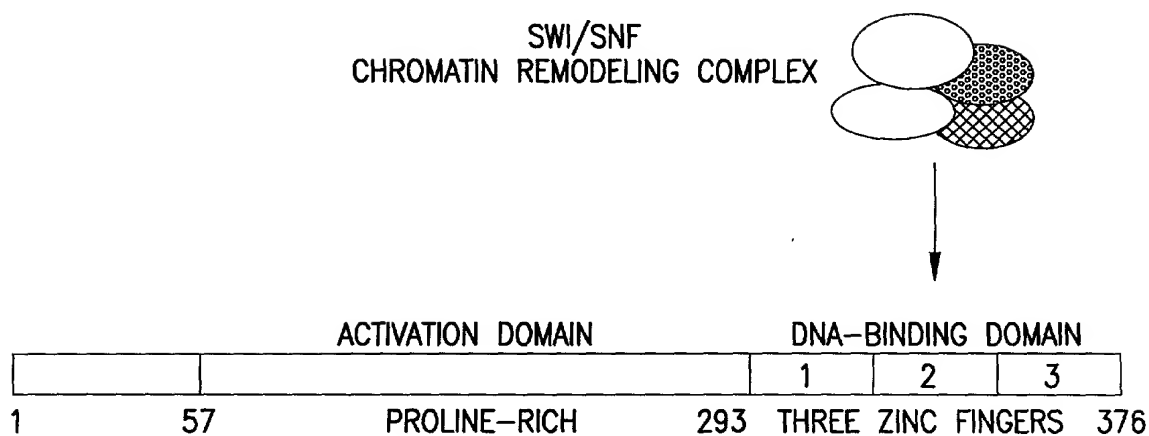 SWI/SNF
CHROMATIN REMODELING COMPLEX
ACTIVATION DOMAIN DNA-BINDING DOMAIN
1 2 3
1 57 PROLINE-RICH 293 THREE ZINC FINGERS 376